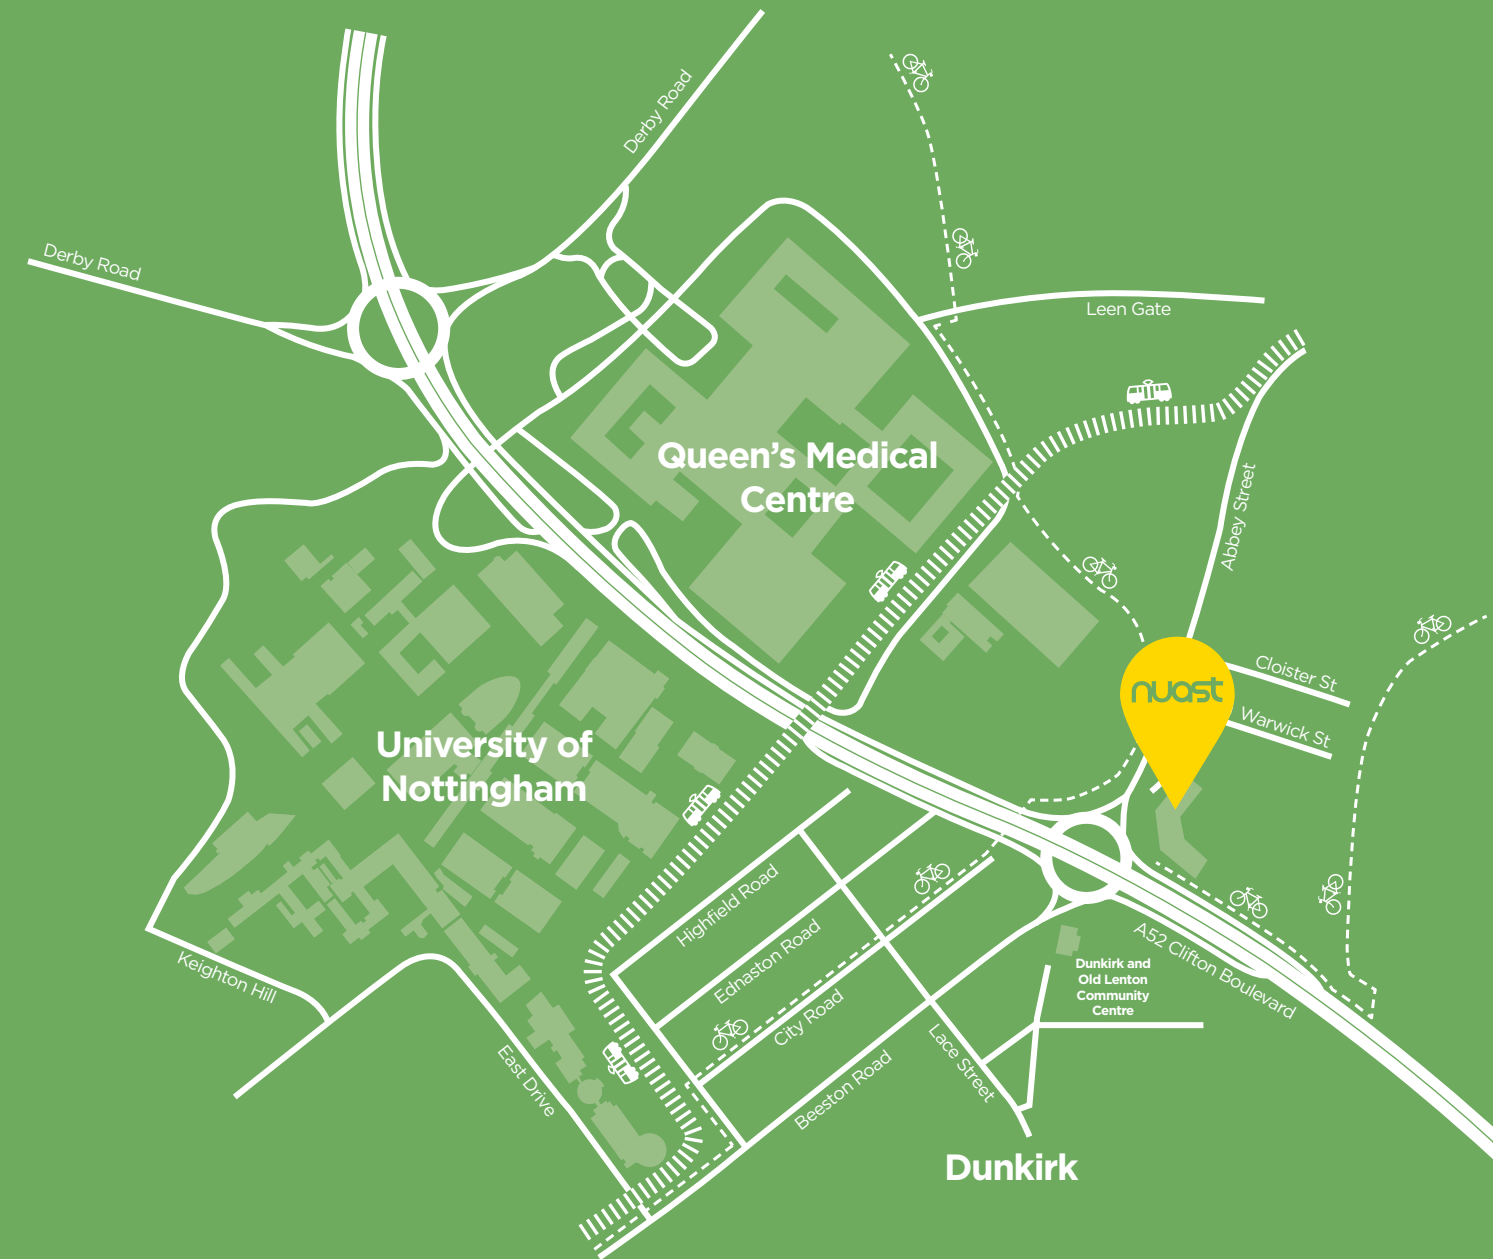 Derby Road
Derby Road
Leen Gate
Queen's Medical
Centre
Abbey Street
Cloister St
nuast
Warwick St
University of
Nottingham
Highfield Road
Ednaston Road
City Road
A52 Clifton Boulevard
Keighton Hill
Dunkirk and
Old Lenton
Community
Centre
East Drive
Lace Street
Beeston Road
Dunkirk